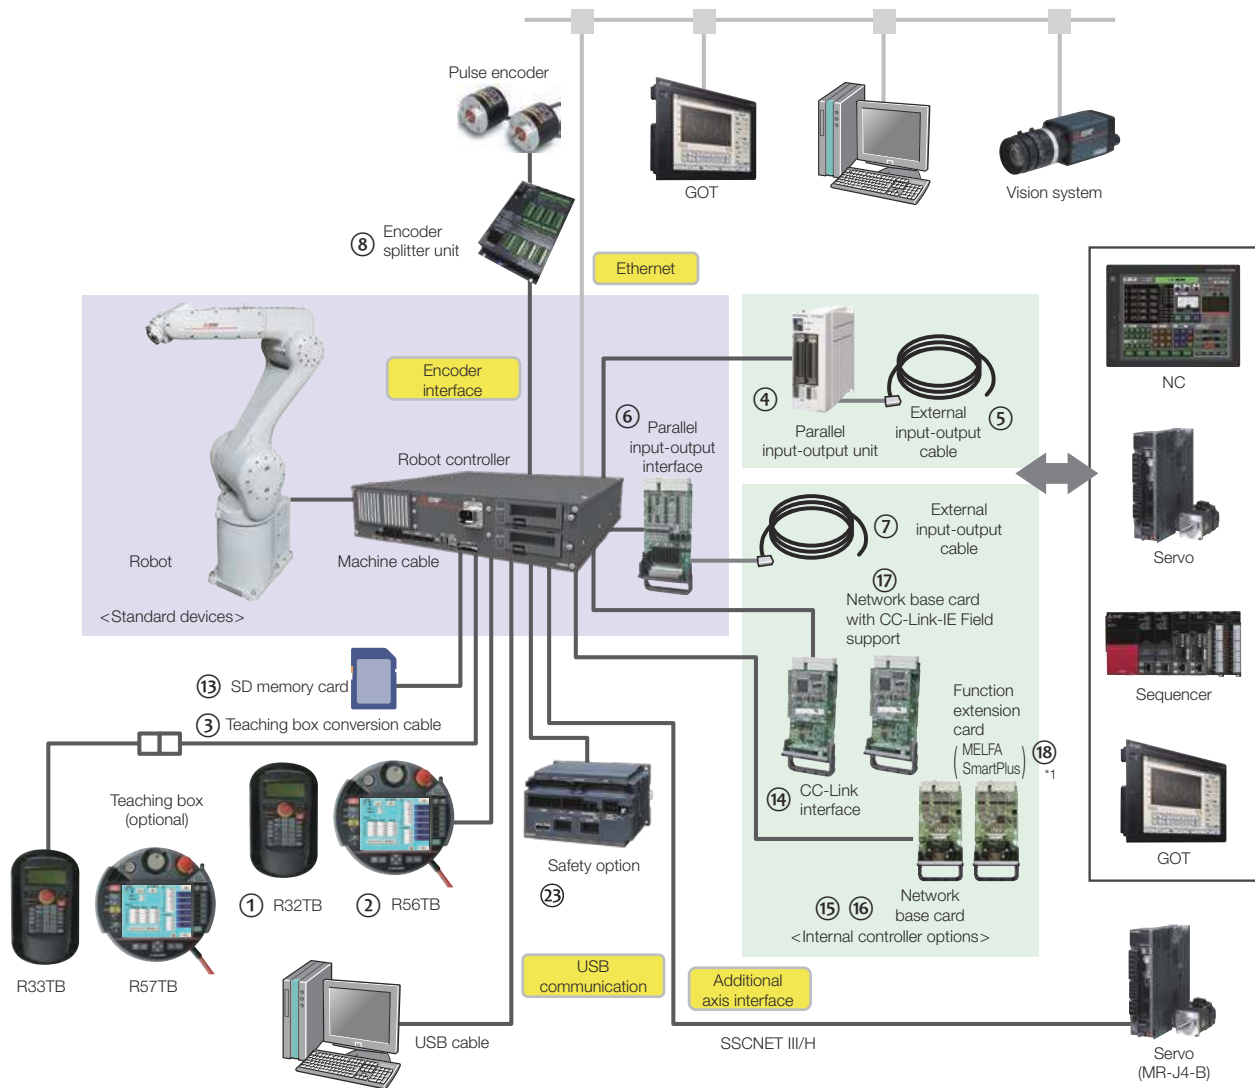 Pulse encoder
GOT
Vision system
⑧ Encoder
splitter unit
Ethernet
NC
Encoder
interface
④
Parallel
input-output unit
External
input-output
cable
⑤
⑥ Parallel
input-output
interface
Robot controller
Robot
Machine cable
<Standard devices>
⑦ External
input-output
cable
Servo
⑰
Network base card
with CC-Link-IE Field
support
⑬ SD memory card
③ Teaching box conversion cable
Function
extension
card
(MELFA
SmartPlus)
⑱
*1
Sequencer
⑭ CC-Link
interface
Teaching box
(optional)
Safety option
㉓
GOT
① R32TB
② R56TB
⑮ ⑯
Network
base card
<Internal controller options>
R33TB
R57TB
USB
communication
Additional
axis interface
USB cable
SSCNET III/H
Servo
(MR-J4-B)